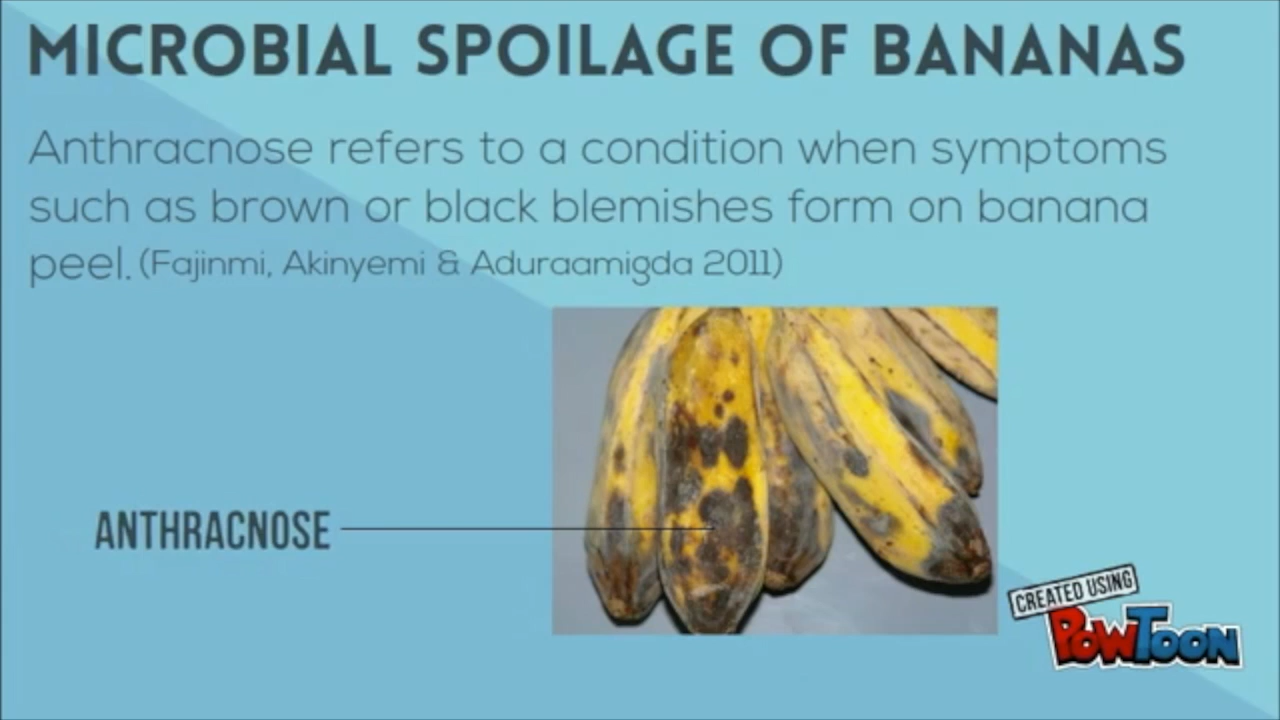 MICROBIAL SPOILAGE OF BANANAS
Anthracnose refers to a condition when symptoms
such as brown or black blemishes form on banana
peel. (Fajinmi, Akinyemi & Aduraamigda 2011)
ANTHRACNOSE
CREATED USING
POWTOON